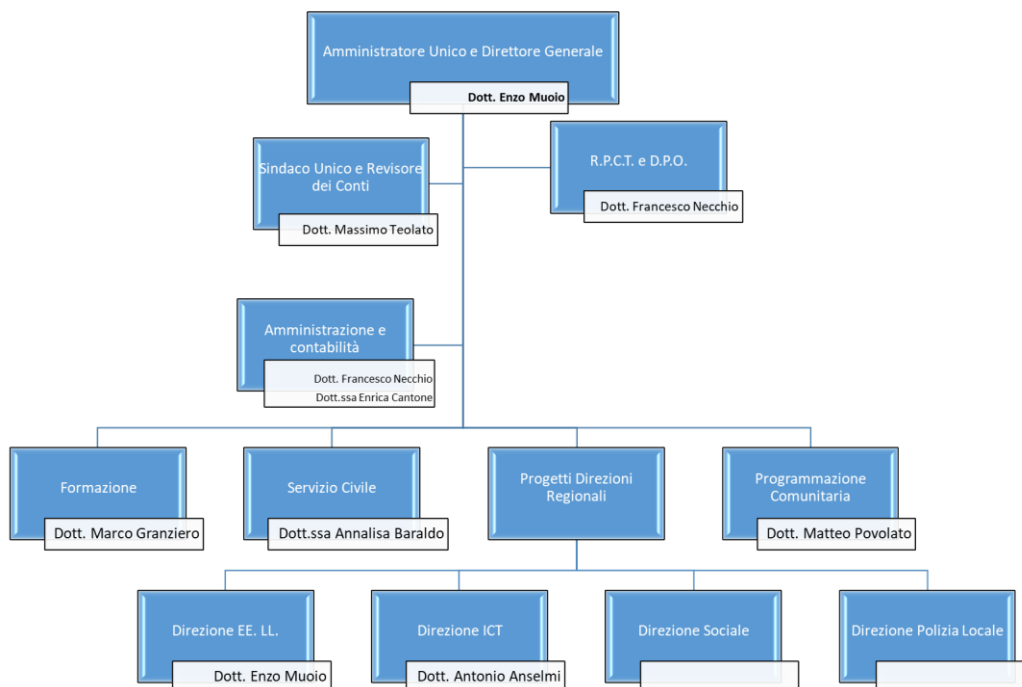 Amministratore Unico e Direttore Generale
Dott. Enzo Muoio
Sindaco Unico e Revisore
dei Conti
Dott. Massimo Teolato
R.P.C.T. e D.P.O.
Dott. Francesco Necchio
Amministrazione e
contabilità
Dott. Francesco Necchio
Dott.ssa Enrica Cantone
Formazione
Dott. Marco Granziero
Servizio Civile
Dott.ssa Annalisa Baraldo
Progetti Direzioni
Regionali
Programmazione
Comunitaria
Dott. Matteo Povolato
Direzione EE. LL.
Dott. Enzo Muoio
Direzione ICT
Dott. Antonio Anselmi
Direzione Sociale
Direzione Polizia Locale